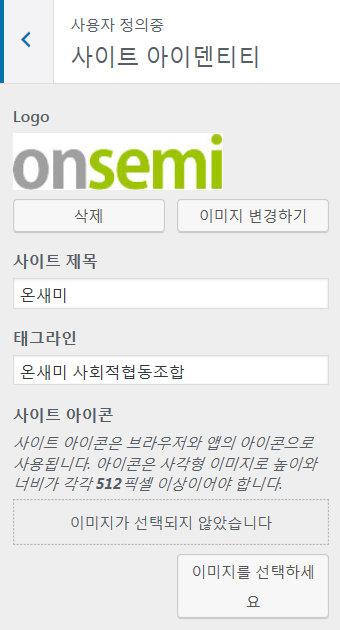 사용자 정의중
사이트 아이덴티티
Logo
onsemi
삭제
이미지 변경하기
사이트 제목
온새미
태그라인
온새미 사회적협동조합
사이트 아이콘
사이트 아이콘은 브라우저와 앱의 아이콘으로
사용됩니다. 아이콘은 사각형 이미지로 높이와
너비가 각각 512픽셀 이상이어야 합니다.
이미지가 선택되지 않았습니다
이미지를 선택하세
요